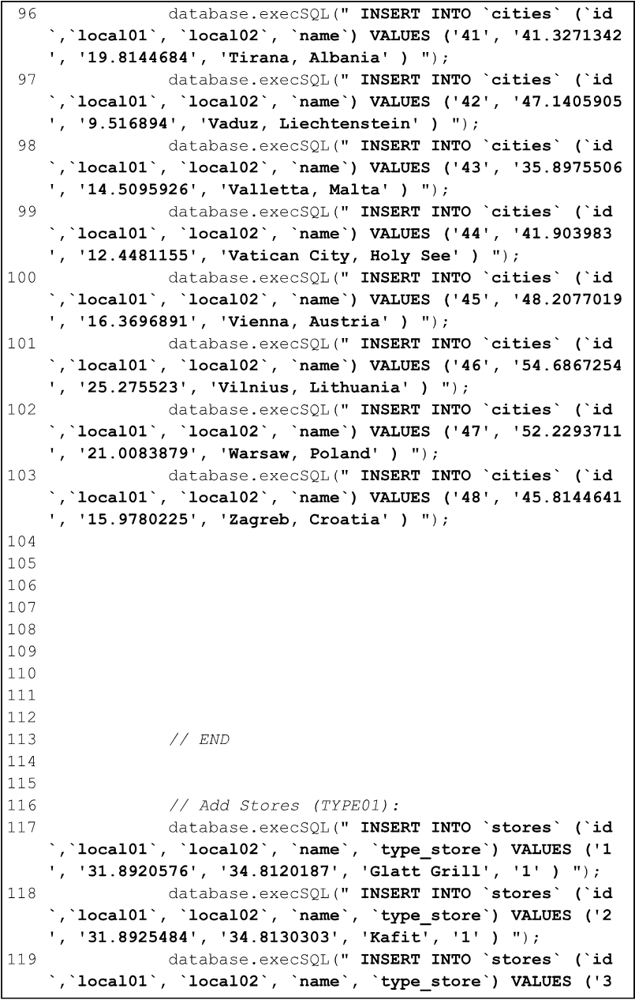 96 database.execSQL(" INSERT INTO `cities` (`id
`,`local01`, `local02`, `name`) VALUES ('41', '41.3271342
', '19.8144684', 'Tirana, Albania' ) ");
97 database.execSQL(" INSERT INTO `cities` (`id
`,`local01`, `local02`, `name`) VALUES ('42', '47.1405905
', '9.516894', 'Vaduz, Liechtenstein' ) ");
98 database.execSQL(" INSERT INTO `cities` (`id
`,`local01`, `local02`, `name`) VALUES ('43', '35.8975506
', '14.5095926', 'Valletta, Malta' ) ");
99 database.execSQL(" INSERT INTO `cities` (`id
`,`local01`, `local02`, `name`) VALUES ('44', '41.903983
', '12.4481155', 'Vatican City, Holy See' ) ");
100 database.execSQL(" INSERT INTO `cities` (`id
`,`local01`, `local02`, `name`) VALUES ('45', '48.2077019
', '16.3696891', 'Vienna, Austria' ) ");
101 database.execSQL(" INSERT INTO `cities` (`id
`,`local01`, `local02`, `name`) VALUES ('46', '54.6867254
', '25.275523', 'Vilnius, Lithuania' ) ");
102 database.execSQL(" INSERT INTO `cities` (`id
`,`local01`, `local02`, `name`) VALUES ('47', '52.2293711
', '21.0083879', 'Warsaw, Poland' ) ");
103 database.execSQL(" INSERT INTO `cities` (`id
`,`local01`, `local02`, `name`) VALUES ('48', '45.8144641
', '15.9780225', 'Zagreb, Croatia' ) ");
104
105
106
107
108
109
110
111
112
113 // END
114
115
116 // Add Stores (TYPE01):
117 database.execSQL(" INSERT INTO `stores` (`id
`,`local01`, `local02`, `name`, `type_store`) VALUES ('1
', '31.8920576', '34.8120187', 'Glatt Grill', '1' ) ");
118 database.execSQL(" INSERT INTO `stores` (`id
`,`local01`, `local02`, `name`, `type_store`) VALUES ('2
', '31.8925484', '34.8130303', 'Kafit', '1' ) ");
119 database.execSQL(" INSERT INTO `stores` (`id
`,`local01`, `local02`, `name`, `type_store`) VALUES ('3